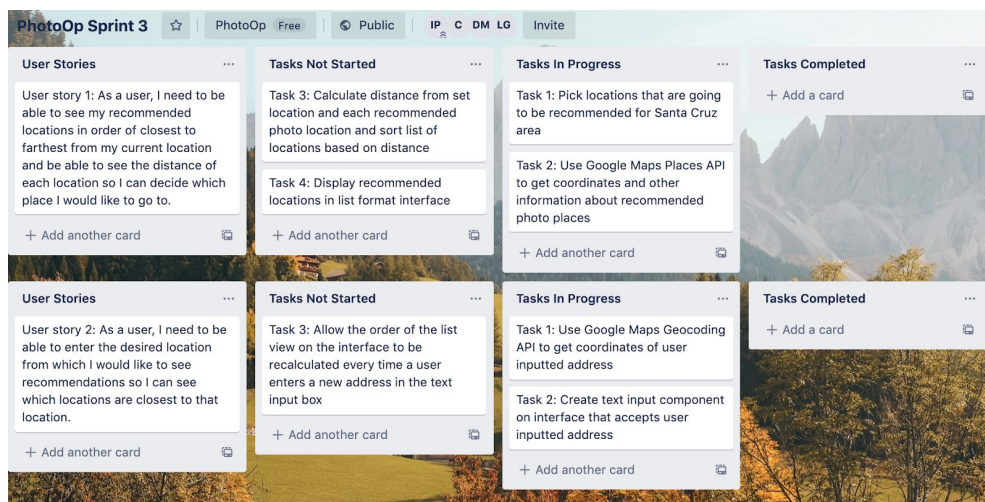 PhotoOp Sprint 3
PhotoOp Free
Public
IP C DM LG
Invite
User Stories
User story 1: As a user, I need to be
able to see my recommended
locations in order of closest to
farthest from my current location
and be able to see the distance of
each location so I can decide which
place I would like to go to.
+ Add another card
Tasks Not Started
Task 3: Calculate distance from set
location and each recommended
photo location and sort list of
locations based on distance
Task 4: Display recommended
locations in list format interface
+ Add another card
Tasks In Progress
Task 1: Pick locations that are going
to be recommended for Santa Cruz
area
Task 2: Use Google Maps Places API
to get coordinates and other
information about recommended
photo places
+ Add another card
Tasks Completed
+ Add a card
User Stories
User story 2: As a user, I need to be
able to enter the desired location
from which I would like to see
recommendations so I can see
which locations are closest to that
location.
+ Add another card
Tasks Not Started
Task 3: Allow the order of the list
view on the interface to be
recalculated every time a user
enters a new address in the text
input box
+ Add another card
Tasks In Progress
Task 1: Use Google Maps Geocoding
API to get coordinates of user
inputted address
Task 2: Create text input component
on interface that accepts user
inputted address
+ Add another card
Tasks Completed
+ Add a card